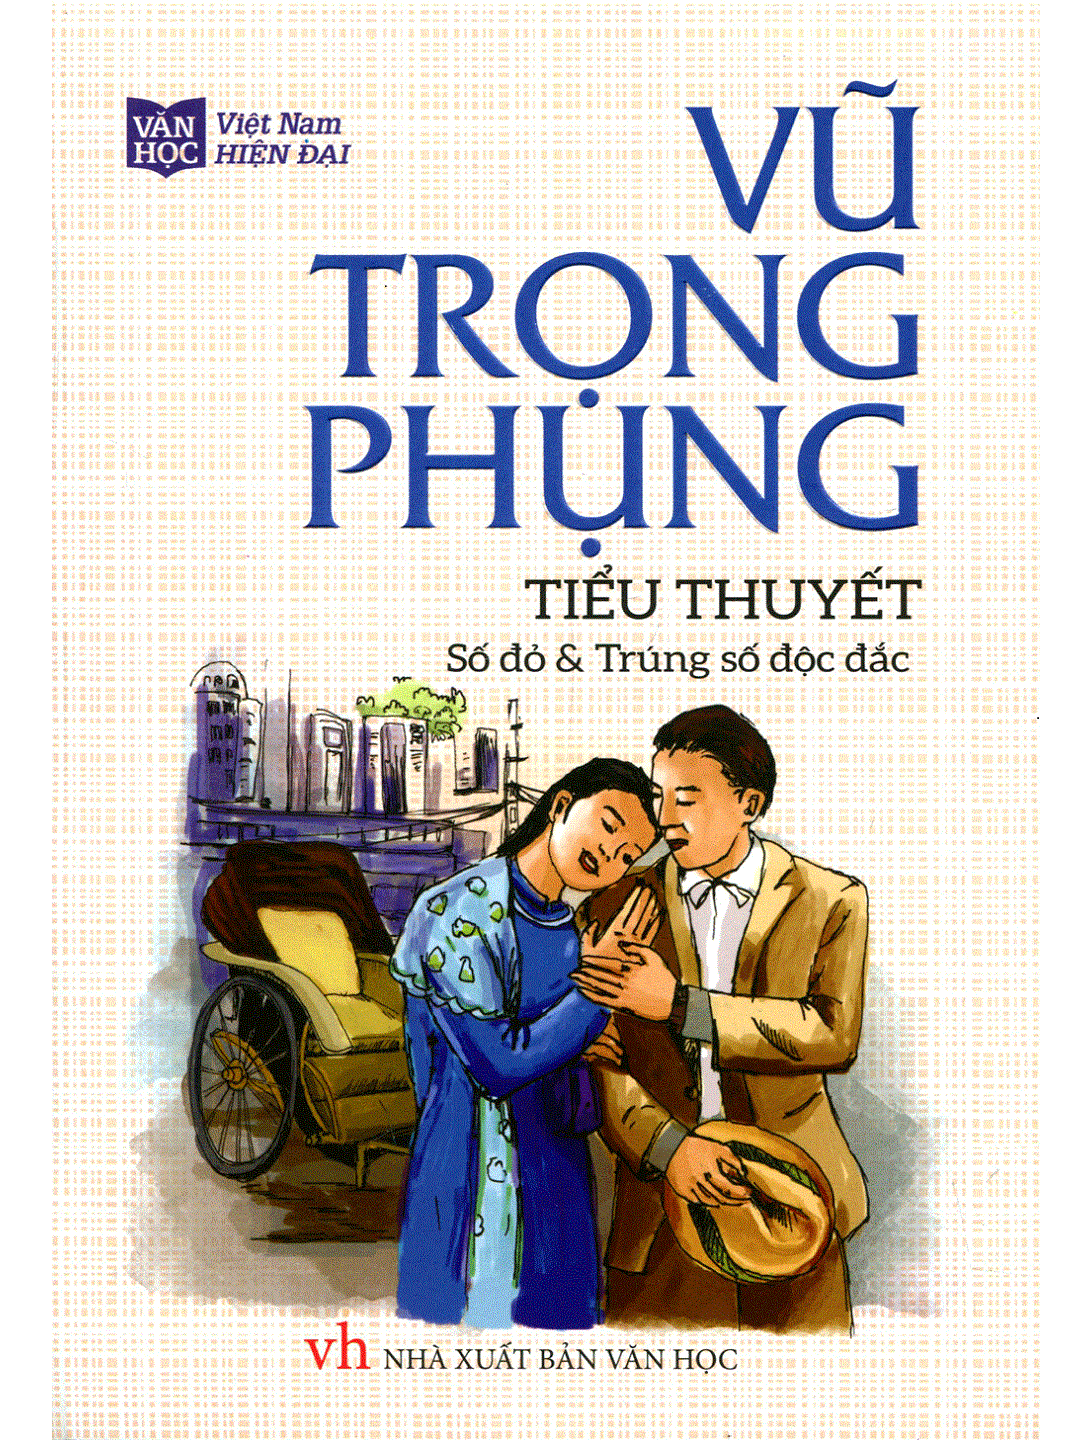 VĂN
HỌC
Việt Nam
HIỆN ĐẠI
VŨ
TRỌNG
PHỤNG
TIỂU THUYẾT
Số đỏ & Trúng số độc đắc
vh NHÀ XUẤT BẢN VĂN HỌC